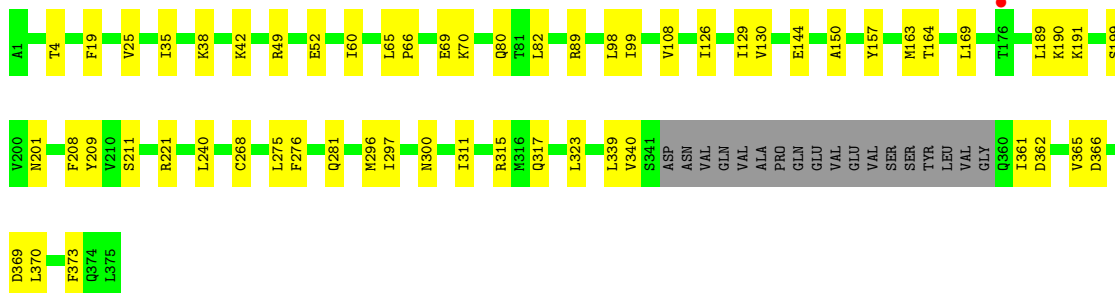 A1 T4 F19 V25 I35 K38 K42 R49 E52 I60 L65 P66 E69 K70 Q80 T81 L82 R89 L98 I99 V108 I126 I129 V130 E144 A150 Y157 M163 T164 L169 T176 L189 K190 K191 S199
V200 N201 F208 Y209 V210 S211 R221 L240 C268 L275 F276 Q281 M296 I297 N300 I311 R315 M316 Q317 L323 L339 V340 S341 ASP ASN VAL GLN VAL ALA PRO GLN GLU VAL GLU VAL SER SER TYR LEU VAL GLY Q360 I361 D362 V365 D366
D369 L370 F373 Q374 L375